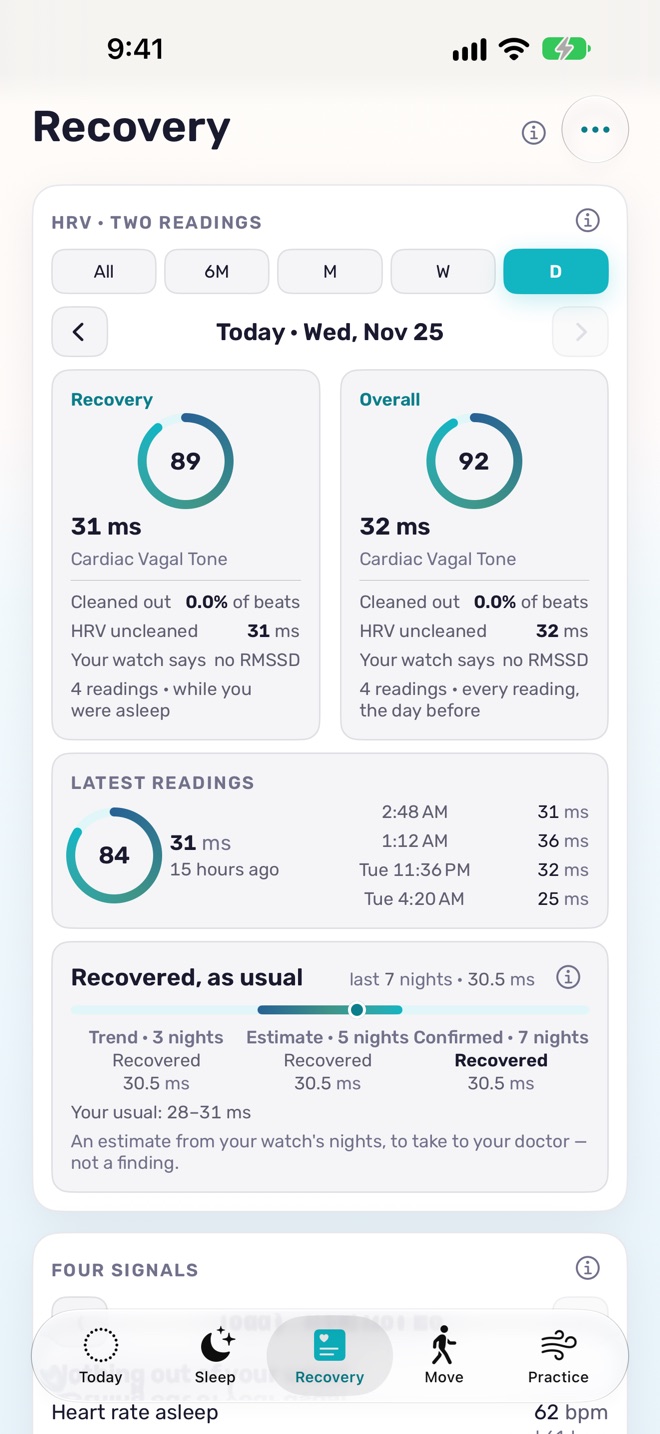 9:41
Recovery
HRV • TWO READINGS
All 6M M W D
Today • Wed, Nov 25
Recovery
89
31 ms
Cardiac Vagal Tone
Cleaned out 0.0% of beats
HRV uncleaned 31 ms
Your watch says no RMSSD
4 readings • while you
were asleep
Overall
92
32 ms
Cardiac Vagal Tone
Cleaned out 0.0% of beats
HRV uncleaned 32 ms
Your watch says no RMSSD
4 readings • every reading,
the day before
LATEST READINGS
84
31 ms
15 hours ago
2:48 AM 31 ms
1:12 AM 36 ms
Tue 11:36 PM 32 ms
Tue 4:20 AM 25 ms
Recovered, as usual last 7 nights • 30.5 ms
Trend • 3 nights Estimate • 5 nights Confirmed • 7 nights
Recovered Recovered Recovered
30.5 ms 30.5 ms 30.5 ms
Your usual: 28–31 ms
An estimate from your watch's nights, to take to your doctor —
not a finding.
FOUR SIGNALS
Today Sleep Recovery Move Practice
Heart rate asleep 62 bpm